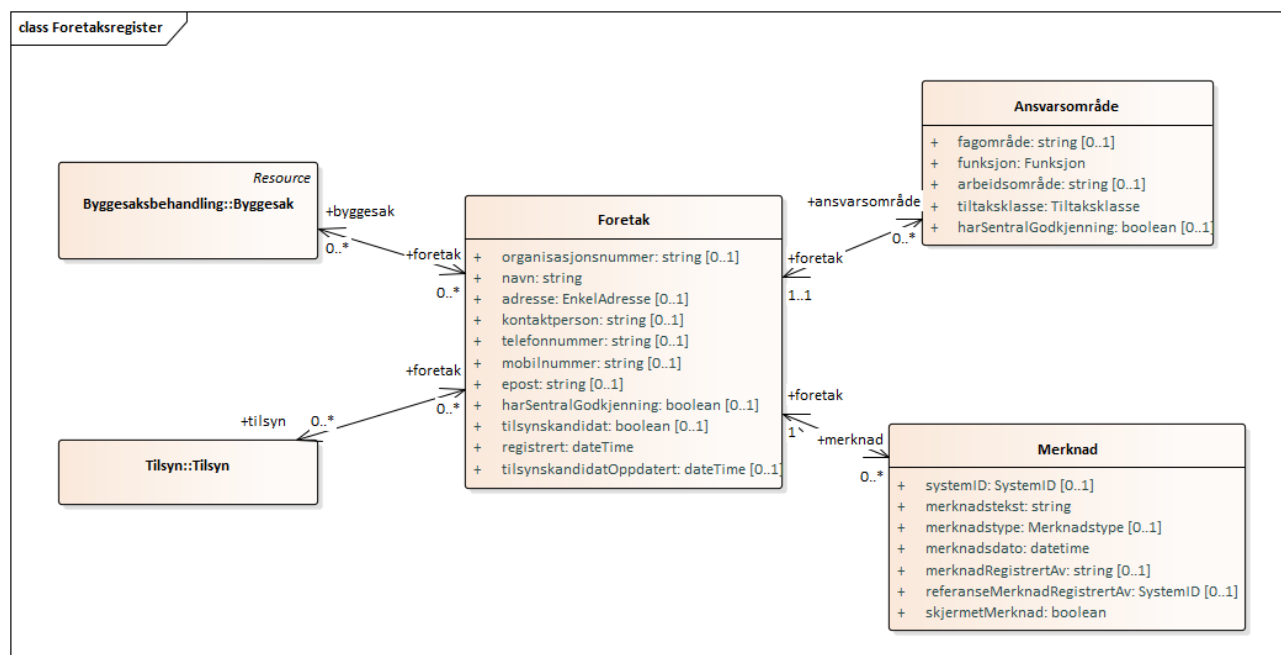 class Foretaksregister
Resource
Byggesaksbehandling::Byggesak
+byggesak
0..*
+foretak
0..*
Tilsyn::Tilsyn
+tilsyn
0..*
+foretak
0..*
Foretak
+ organisasjonsnummer: string [0..1]
+ navn: string
+ adresse: EnkelAdresse [0..1]
+ kontaktperson: string [0..1]
+ telefonnummer: string [0..1]
+ mobilnummer: string [0..1]
+ epost: string [0..1]
+ harSentralGodkjenning: boolean [0..1]
+ tilsynskandidat: boolean [0..1]
+ registrert: dateTime
+ tilsynskandidatOppdatert: dateTime [0..1]
+ansvarsområde
0..*
+foretak
1..1
Ansvarsområde
+ fagområde: string [0..1]
+ funksjon: Funksjon
+ arbeidsområde: string [0..1]
+ tiltaksklasse: Tiltaksklasse
+ harSentralGodkjenning: boolean [0..1]
+foretak
1`
+merknad
0..*
Merknad
+ systemID: SystemID [0..1]
+ merknadstekst: string
+ merknadstype: Merknadstype [0..1]
+ merknadsdato: datetime
+ merknadRegistrertAv: string [0..1]
+ referanseMerknadRegistrertAv: SystemID [0..1]
+ skjermetMerknad: boolean